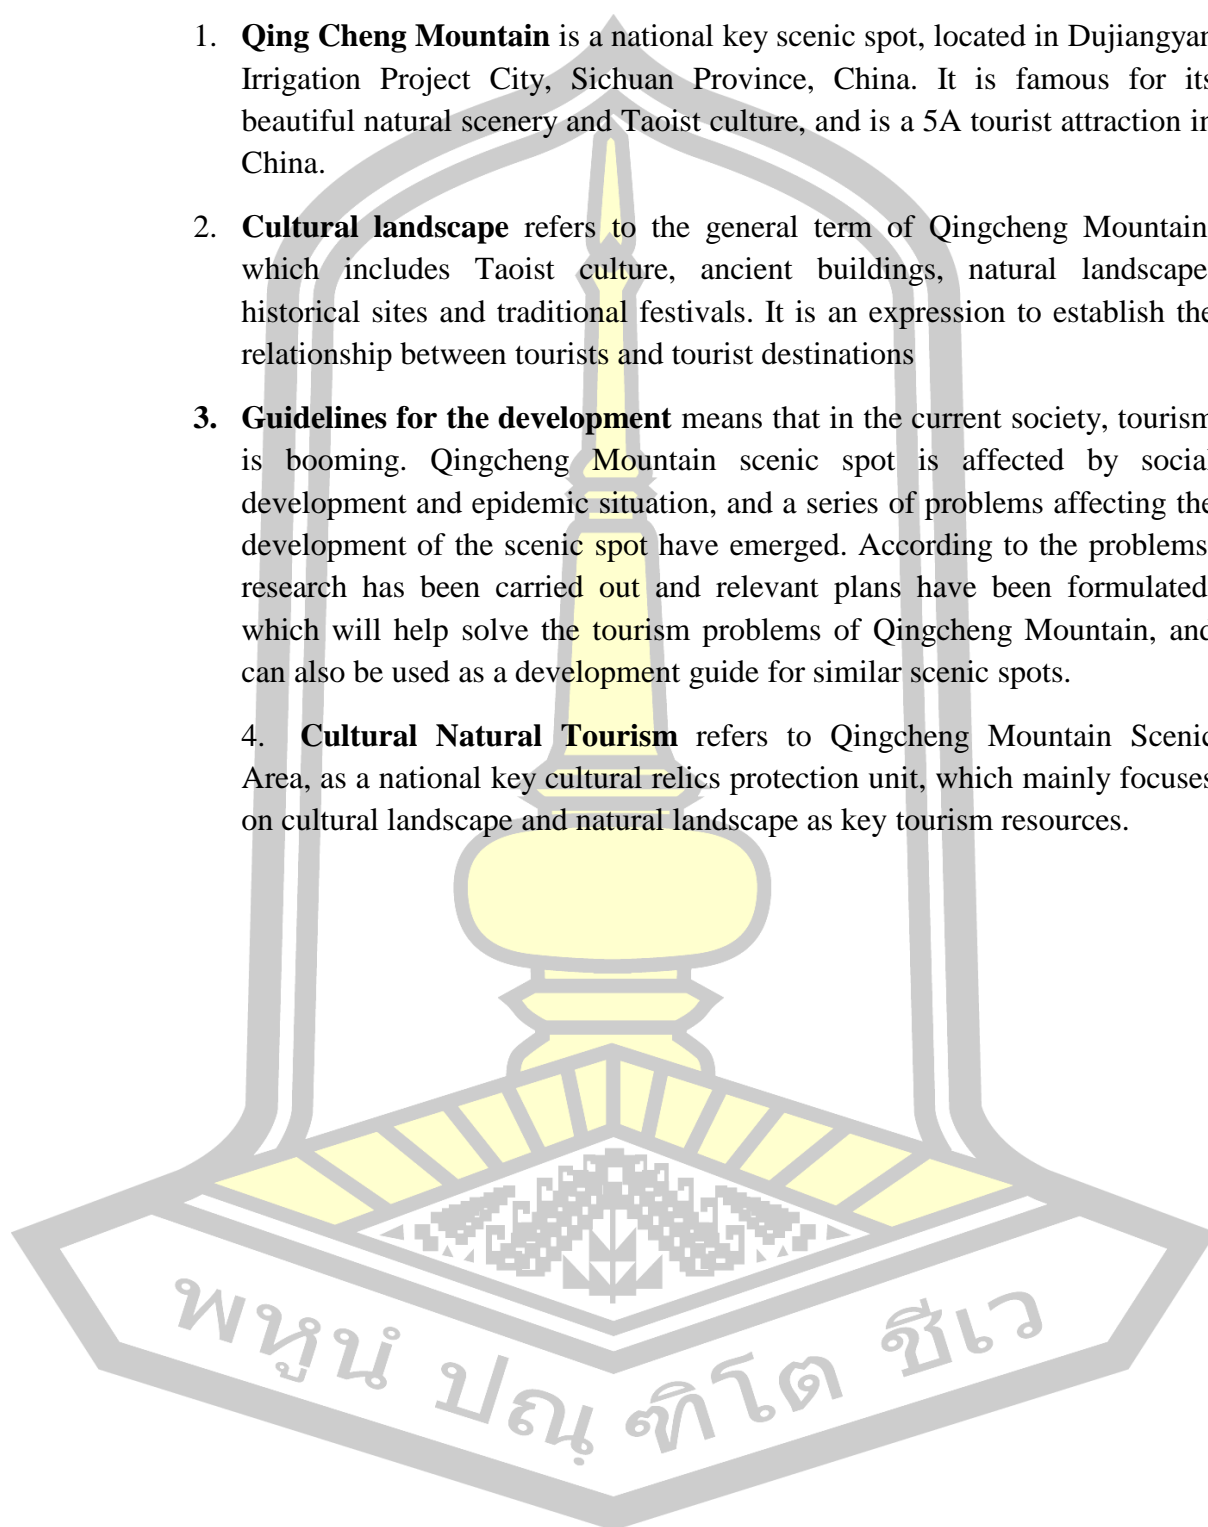 1. Qing Cheng Mountain is a national key scenic spot, located in Dujiangyan
Irrigation Project City, Sichuan Province, China. It is famous for its
beautiful natural scenery and Taoist culture, and is a 5A tourist attraction in
China.
2. Cultural landscape refers to the general term of Qingcheng Mountain
which includes Taoist culture, ancient buildings, natural landscape
historical sites and traditional festivals. It is an expression to establish the
relationship between tourists and tourist destinations
3. Guidelines for the development means that in the current society, tourism
is booming. Qingcheng Mountain scenic spot is affected by social
development and epidemic situation, and a series of problems affecting the
development of the scenic spot have emerged. According to the problems
research has been carried out and relevant plans have been formulated
which will help solve the tourism problems of Qingcheng Mountain, and
can also be used as a development guide for similar scenic spots.
4. Cultural Natural Tourism refers to Qingcheng Mountain Scenic
Area, as a national key cultural relics protection unit, which mainly focuses
on cultural landscape and natural landscape as key tourism resources.
พหูนํ ปณฺฑิโต ชีเว